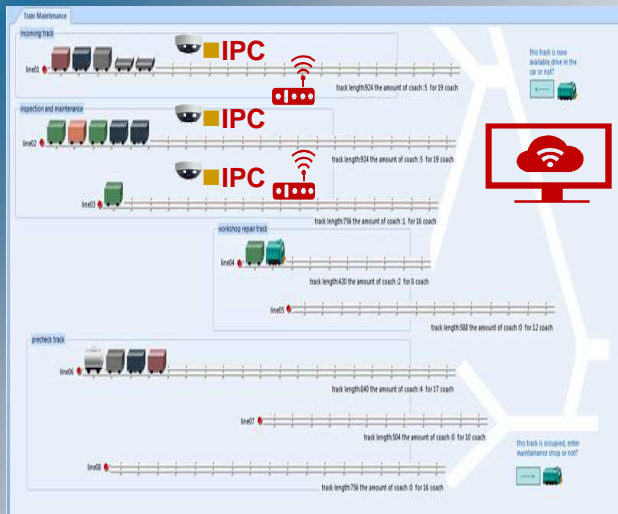 Train Maintenance
incoming track
IPC
this track is now
available,drive in the
car or not?
line01
track length:924 the amount of coach :5 for 19 coach
inspection and maintenance
IPC
line02
track length:924 the amount of coach :5 for 19 coach
IPC
line03
track length:756 the amount of coach :1 for 16 coach
workshop repair track
line04
track length:420 the amount of coach :2 for 8 coach
line05
track length:588 the amount of coach :0 for 12 coach
precheck track
line06
track length:840 the amount of coach :4 for 17 coach
line07
track length:504 the amount of coach :0 for 10 coach
this track is occupied, enter
maintainance shop or not?
line08
track length:756 the amount of coach :0 for 16 coach